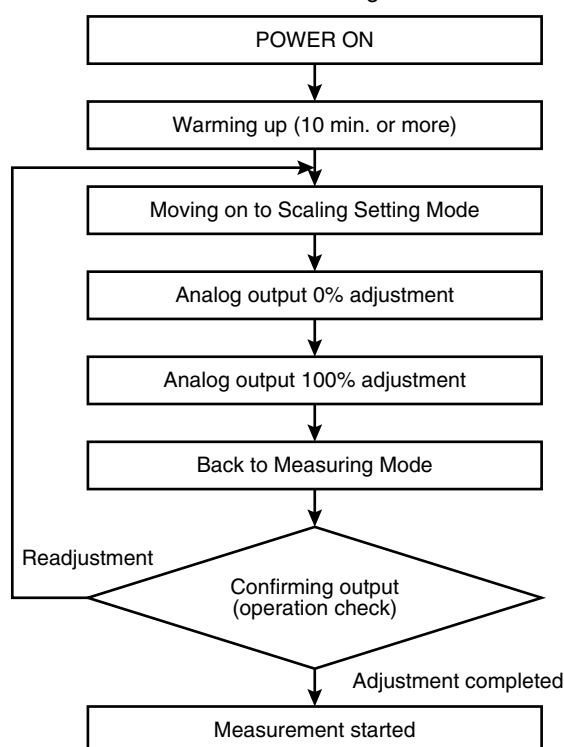 POWER ON
Warming up (10 min. or more)
Moving on to Scaling Setting Mode
Analog output 0% adjustment
Analog output 100% adjustment
Back to Measuring Mode
Readjustment
Confirming output
(operation check)
Adjustment completed
Measurement started